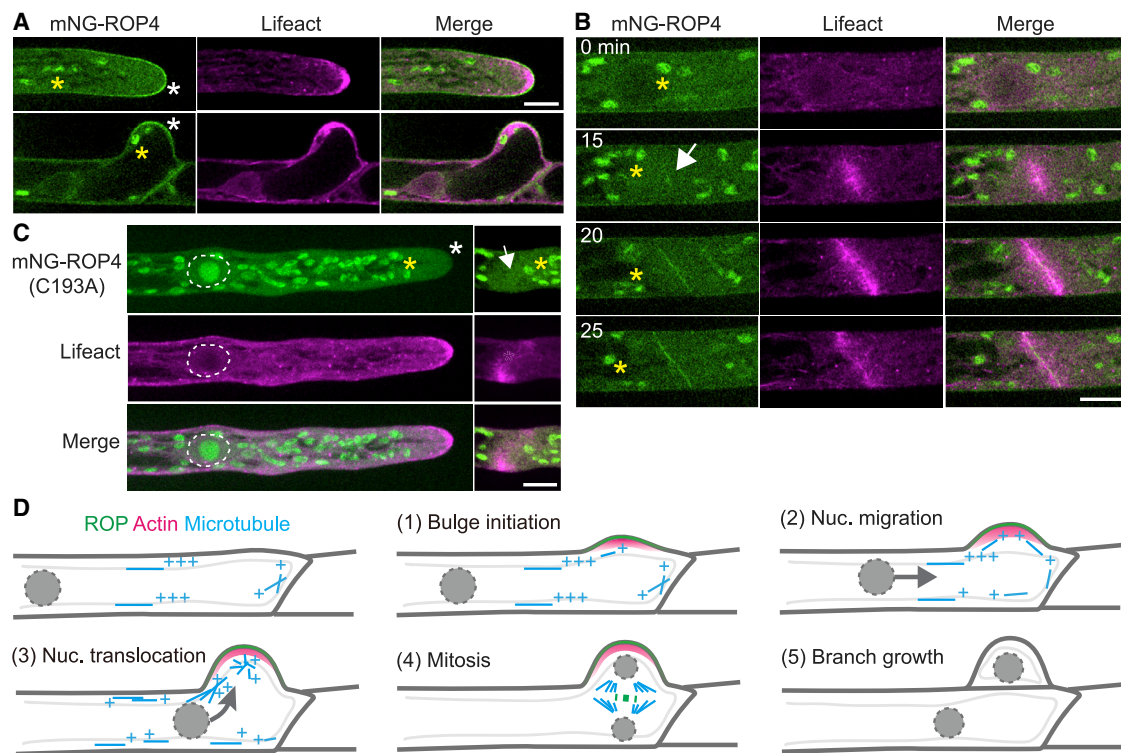 A
mNG-ROP4 Lifeact Merge
B
mNG-ROP4 Lifeact Merge
0 min
15
20
25
C
mNG-ROP4
(C193A)
Lifeact
Merge
D
ROP Actin Microtubule
(1) Bulge initiation
(2) Nuc. migration
(3) Nuc. translocation
(4) Mitosis
(5) Branch growth